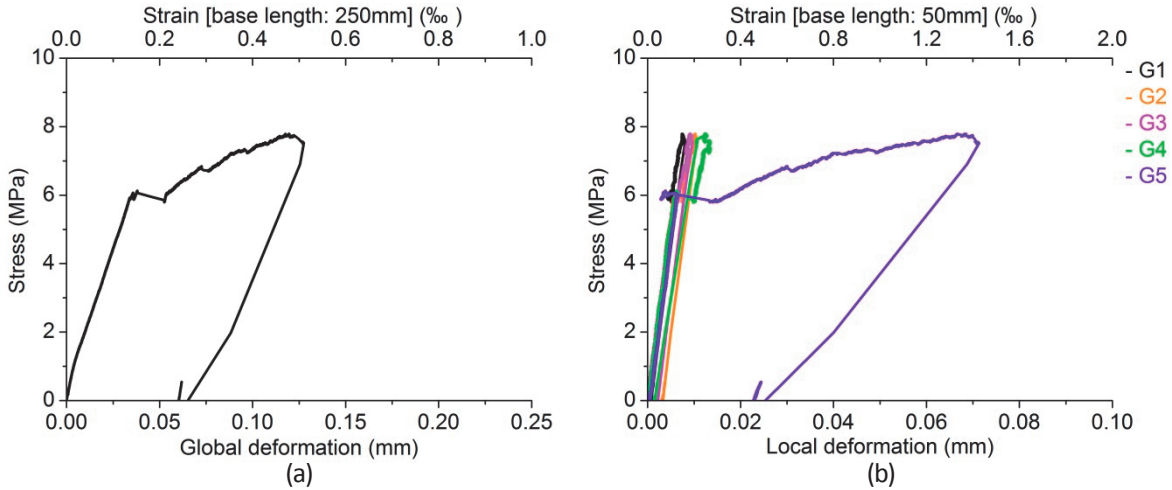 Strain [base length: 250mm] (‰)
0.0 0.2 0.4 0.6 0.8 1.0
10
8
6
4
2
0
Stress (MPa)
0.00 0.05 0.10 0.15 0.20 0.25
Global deformation (mm)
(a)
Strain [base length: 50mm] (‰)
0.0 0.4 0.8 1.2 1.6 2.0
10
8
6
4
2
0
Stress (MPa)
- G1
- G2
- G3
- G4
- G5
0.00 0.02 0.04 0.06 0.08 0.10
Local deformation (mm)
(b)